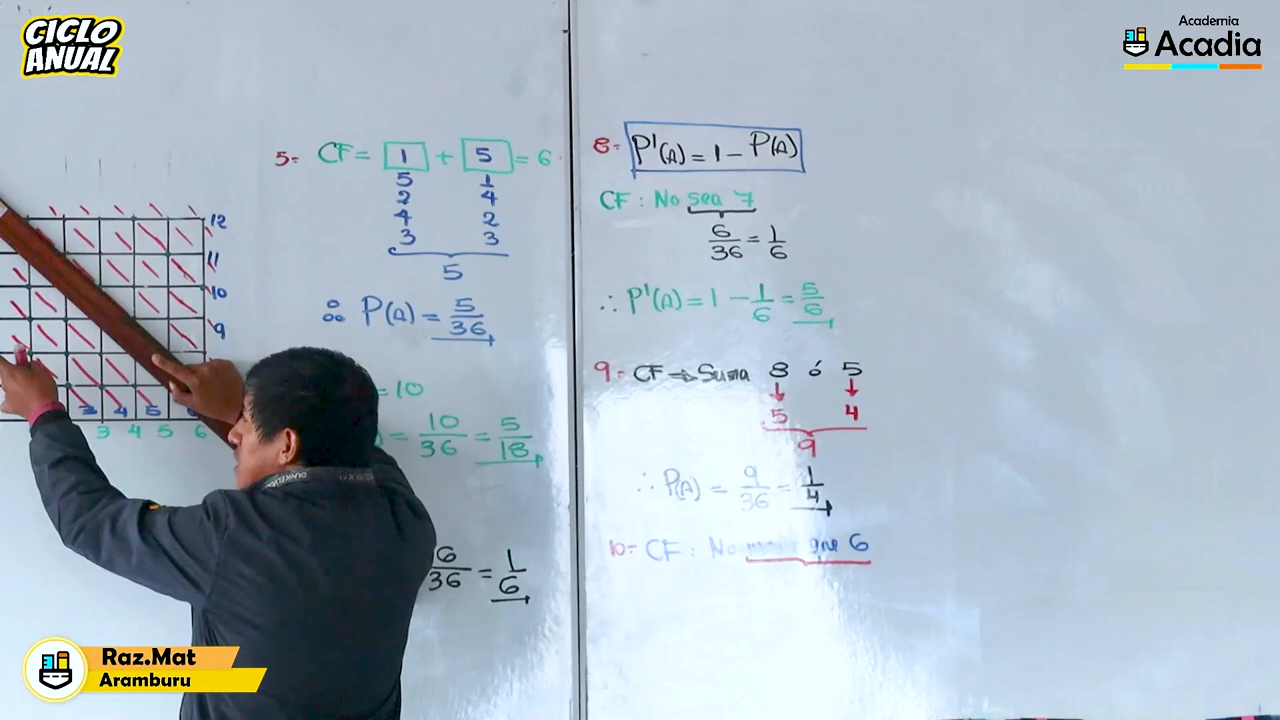 CICLO
ANUAL
Academia
Acadia
12
11
10
9
3 4 5 6
3 4 5
5- CF= 1 + 5 = 6
5 1
2 4
4 2
3 3
5
∴ P(A) = 5/36
= 10
= 10/36 = 5/18
6/36 = 1/6
8- P'(A) = 1 - P(A)
CF : No sea 7
6/36 = 1/6
∴ P'(A) = 1 - 1/6 = 5/6
9- CF ⇒ Suma 8 ó 5
5 4
9
∴ P(A) = 9/36 = 1/4
10- CF : No que 6
Raz.Mat
Aramburu